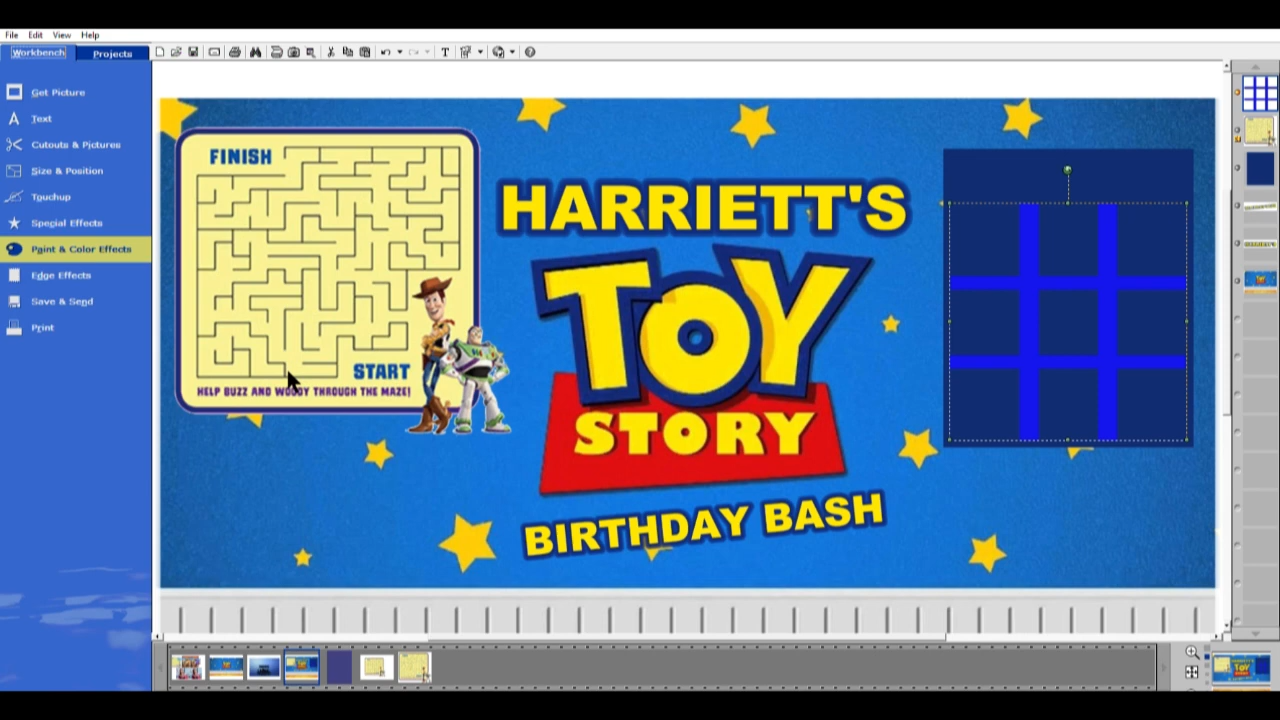 File Edit View Help
Workbench Projects
T
Get Picture
A Text
Cutouts & Pictures
Size & Position
Touchup
Special Effects
Paint & Color Effects
Edge Effects
Save & Send
Print
FINISH
START
HELP BUZZ AND WOODY THROUGH THE MAZE!
HARRIETT'S
TOY
STORY
BIRTHDAY BASH